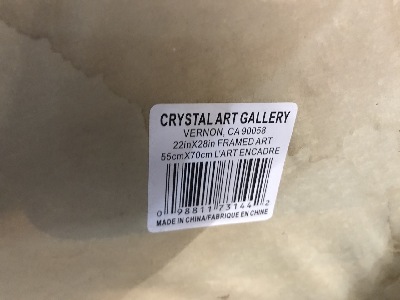 CRYSTAL ART GALLERY
VERNON, CA 90058
22inX28in FRAMED ART
55cmX70cm L'ART ENCADRE
0 98811 73144 2
MADE IN CHINA/FABRIQUE EN CHINE